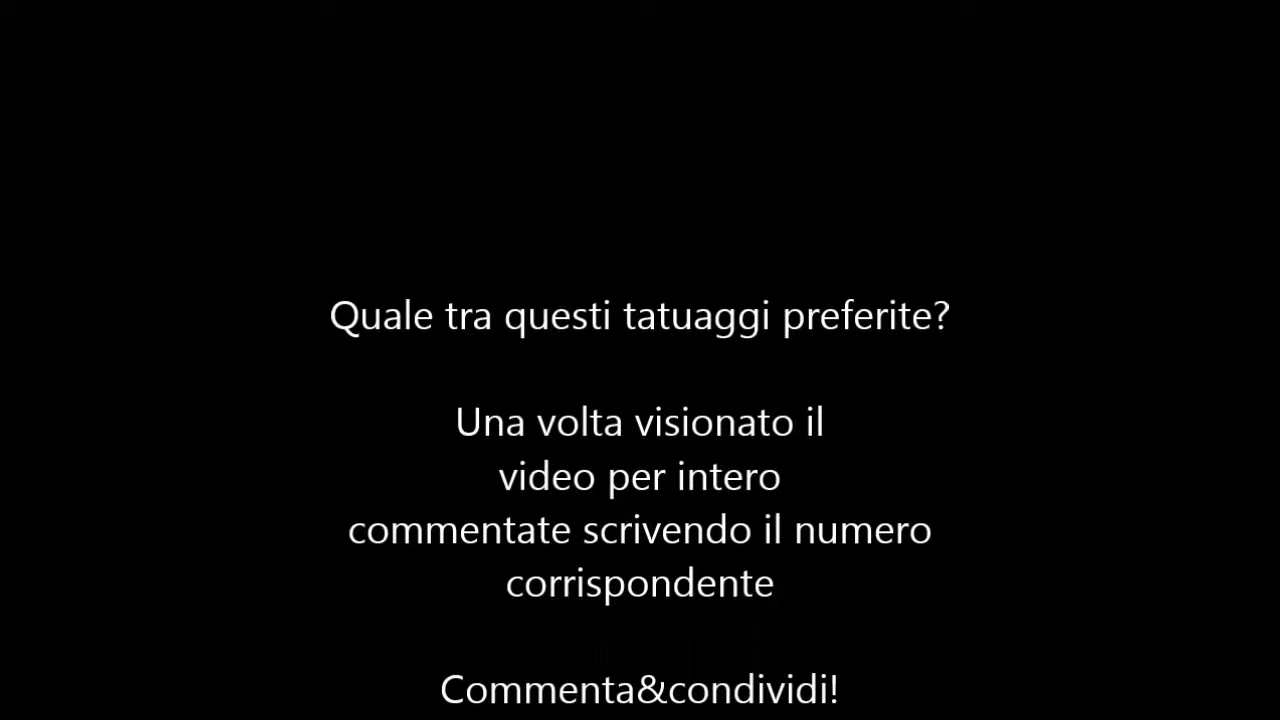 Quale tra questi tatuaggi preferite?
Una volta visionato il
video per intero
commentate scrivendo il numero
corrispondente
Commenta&condividi!